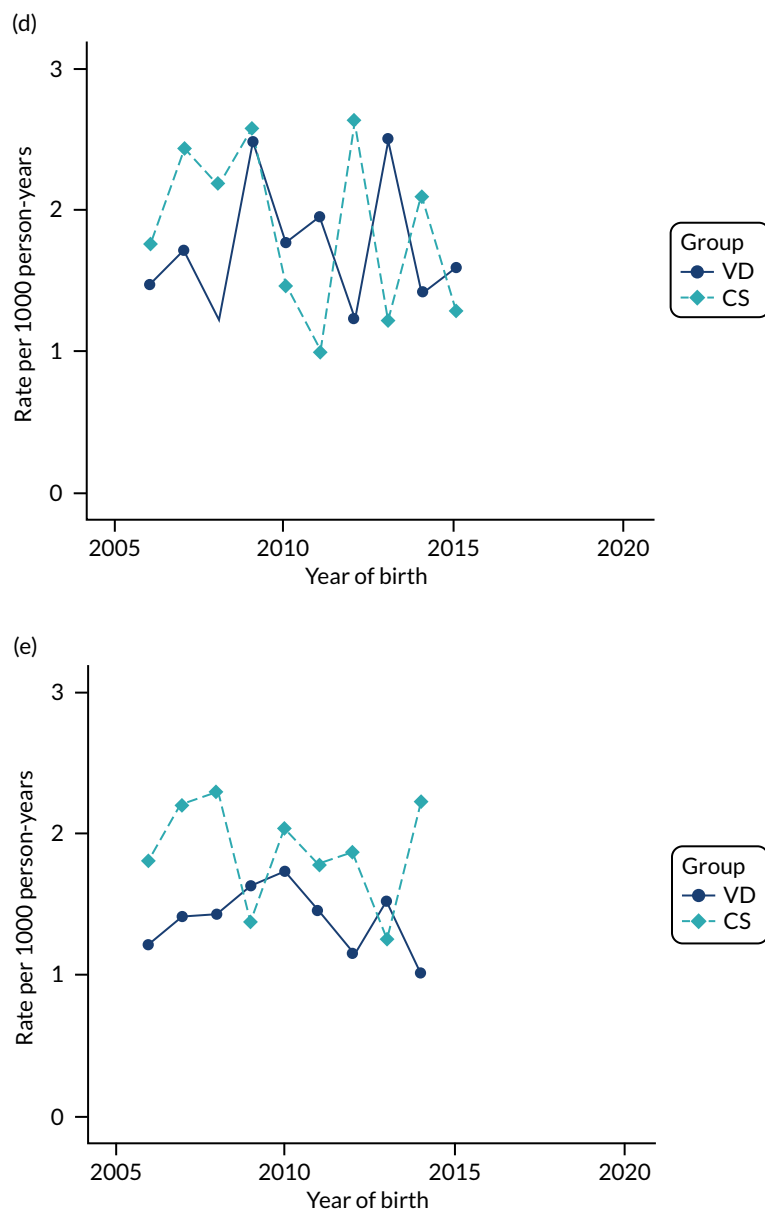 (d)
3
2
1
0
Rate per 1000 person-years
2005 2010 2015 2020
Year of birth
Group
VD
CS
(e)
3
2
1
0
Rate per 1000 person-years
2005 2010 2015 2020
Year of birth
Group
VD
CS